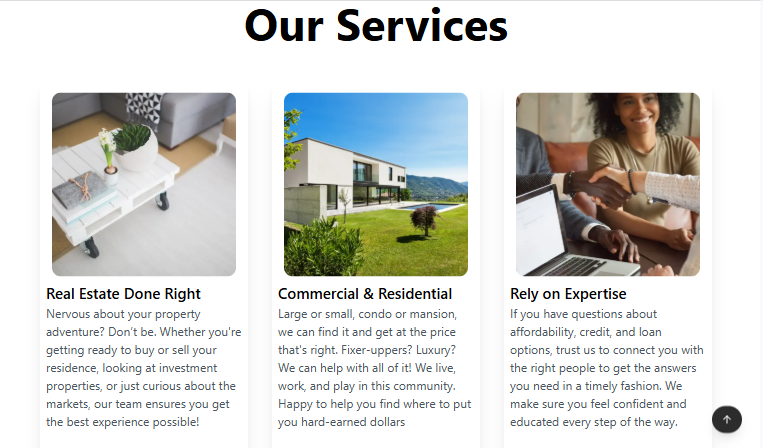 Our Services
Real Estate Done Right
Nervous about your property
adventure? Don't be. Whether you're
getting ready to buy or sell your
residence, looking at investment
properties, or just curious about the
markets, our team ensures you get
the best experience possible!
Commercial & Residential
Large or small, condo or mansion,
we can find it and get at the price
that's right. Fixer-uppers? Luxury?
We can help with all of it! We live,
work, and play in this community.
Happy to help you find where to put
you hard-earned dollars
Rely on Expertise
If you have questions about
affordability, credit, and loan
options, trust us to connect you with
the right people to get the answers
you need in a timely fashion. We
make sure you feel confident and
educated every step of the way.